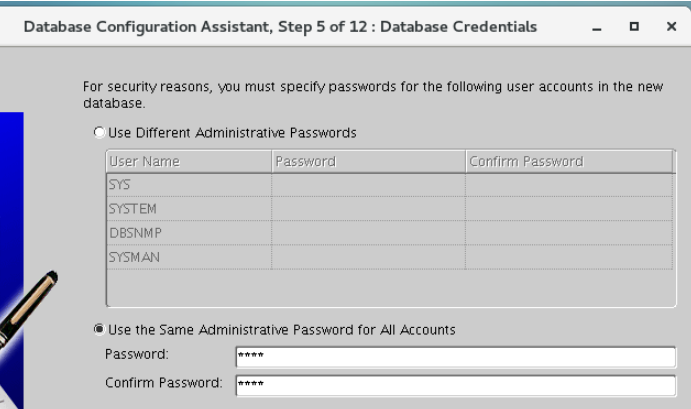 Database Configuration Assistant, Step 5 of 12 : Database Credentials
For security reasons, you must specify passwords for the following user accounts in the new
database.
Use Different Administrative Passwords
User Name Password Confirm Password
SYS
SYSTEM
DBSNMP
SYSMAN
Use the Same Administrative Password for All Accounts
Password: ****
Confirm Password: ****